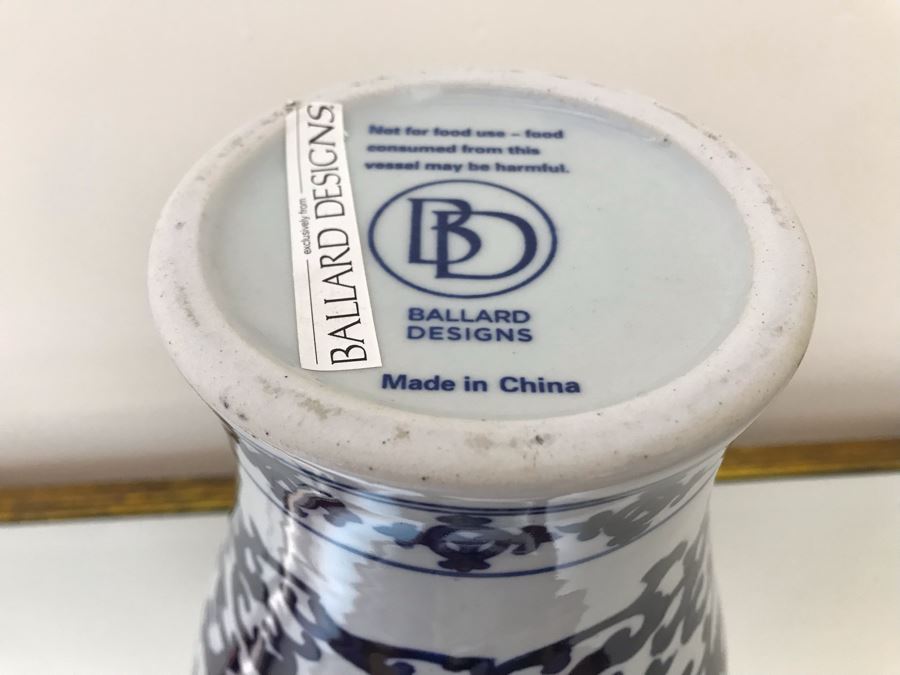 Not for food use – food
consumed from this
vessel may be harmful.
BD
BALLARD
DESIGNS
Made in China
exclusively from
BALLARD DESIGNS